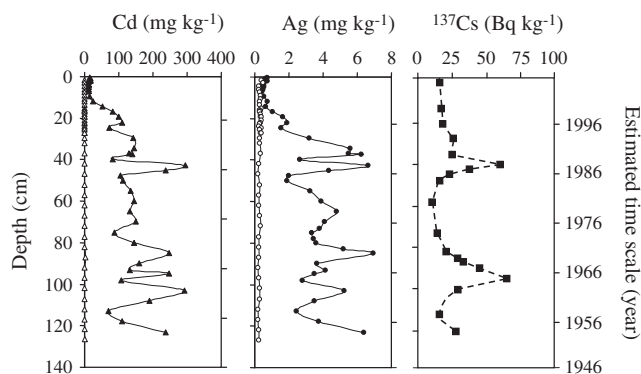 Cd (mg kg⁻¹)
Ag (mg kg⁻¹)
¹³⁷Cs (Bq kg⁻¹)
0 100 200 300 400
0 2 4 6 8
0 25 50 75 100
Depth (cm)
0
20
40
60
80
100
120
140
1996
1986
1976
1966
1956
1946
Estimated time scale (year)